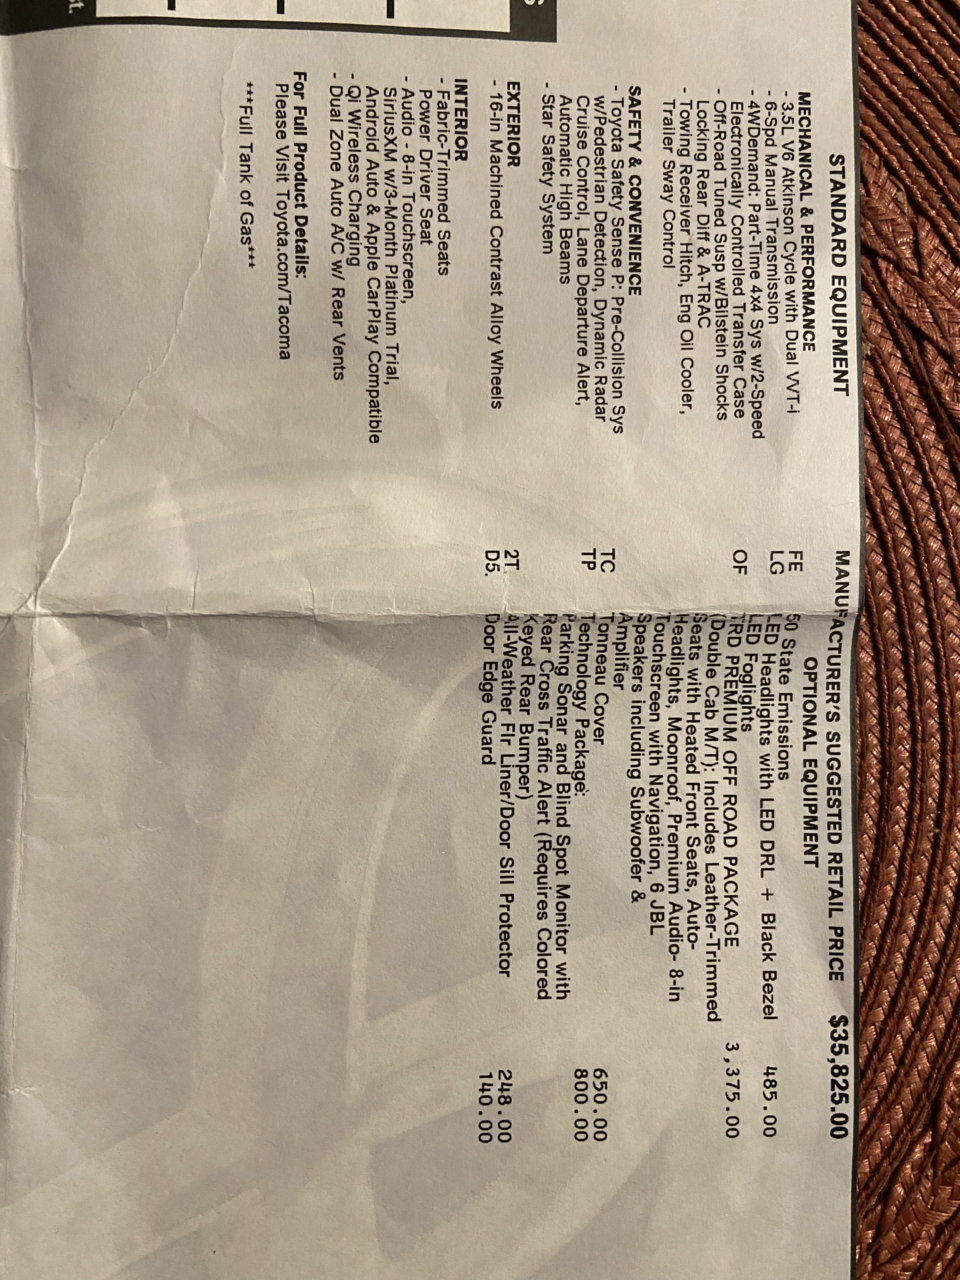 STANDARD EQUIPMENT
MECHANICAL & PERFORMANCE
- 3.5L V6 Atkinson Cycle with Dual VVT-i
- 6-Spd Manual Transmission
- 4WDemand: Part-Time 4x4 Sys w/2-Speed
Electronically Controlled Transfer Case
- Off-Road Tuned Susp w/Bilstein Shocks
Locking Rear Diff & A-TRAC
- Towing Receiver Hitch, Eng Oil Cooler,
Trailer Sway Control
SAFETY & CONVENIENCE
- Toyota Safety Sense P: Pre-Collision Sys
w/Pedestrian Detection, Dynamic Radar
Cruise Control, Lane Departure Alert,
Automatic High Beams
- Star Safety System
EXTERIOR
- 16-in Machined Contrast Alloy Wheels
INTERIOR
- Fabric-Trimmed Seats
Power Driver Seat
- Audio - 8-in Touchscreen,
SiriusXM w/3-Month Platinum Trial,
Android Auto & Apple CarPlay Compatible
- Qi Wireless Charging
- Dual Zone Auto A/C w/ Rear Vents
For Full Product Details:
Please Visit Toyota.com/Tacoma
***Full Tank of Gas***
MANUFACTURER'S SUGGESTED RETAIL PRICE $35,825.00
OPTIONAL EQUIPMENT
FE 50 State Emissions
LG LED Headlights with LED DRL + Black Bezel 485.00
LED Foglights
OF TRD PREMIUM OFF ROAD PACKAGE 3,375.00
(Double Cab M/T): Includes Leather-Trimmed
Seats with Heated Front Seats, Auto-
Headlights, Moonroof, Premium Audio- 8-in
Touchscreen with Navigation, 6 JBL
Speakers including Subwoofer &
Amplifier
TC Tonneau Cover 650.00
TP Technology Package: 800.00
Parking Sonar and Blind Spot Monitor with
Rear Cross Traffic Alert (Requires Colored
Keyed Rear Bumper)
2T All-Weather Flr Liner/Door Sill Protector 248.00
D5. Door Edge Guard 140.00